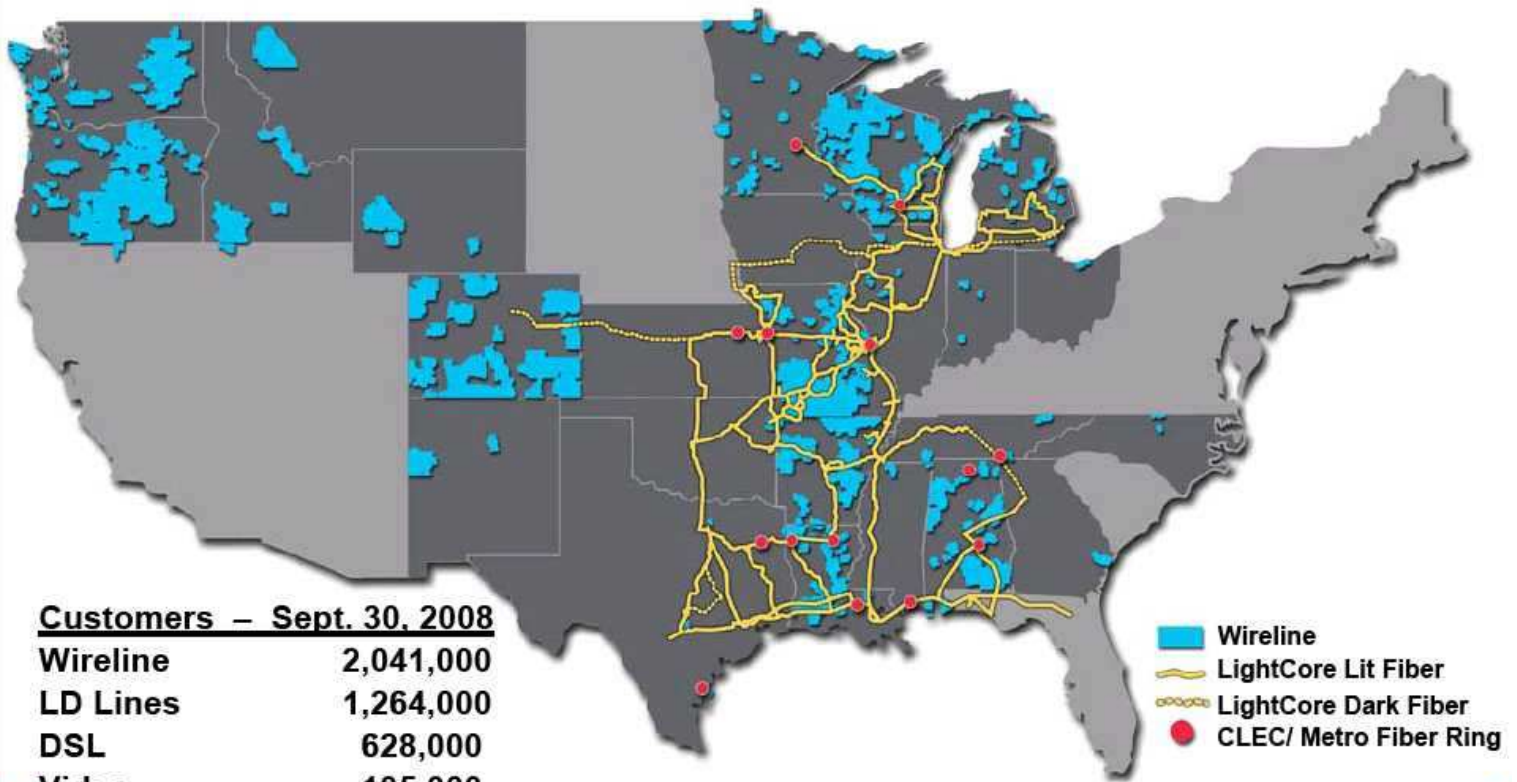 Customers – Sept. 30, 2008
Wireline 2,041,000
LD Lines 1,264,000
DSL 628,000
Video
Wireline
LightCore Lit Fiber
LightCore Dark Fiber
CLEC/ Metro Fiber Ring